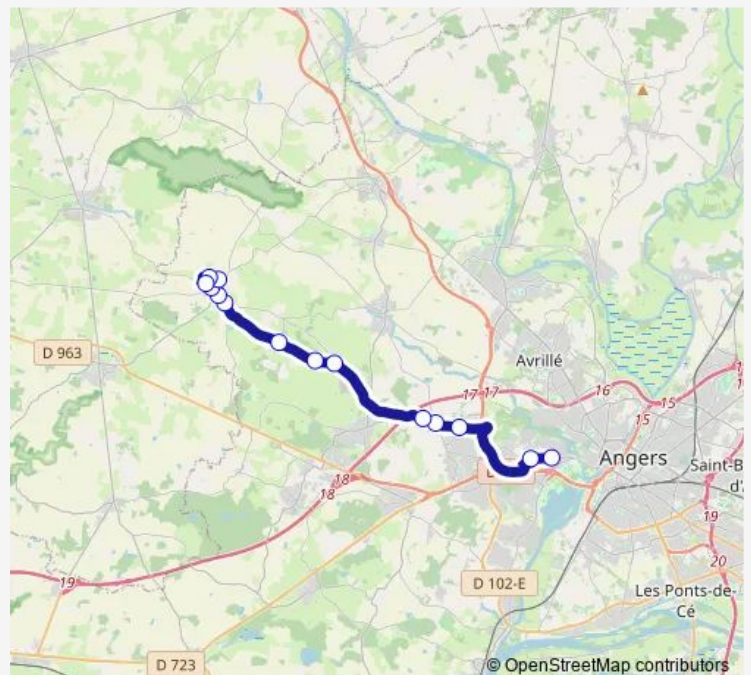 D 963
Avrillé
17
17
16
15
15
Angers
Saint-B
d'
18
18
19
20
D 102-E
Les Ponts-de-
Cé
19
D 723
© OpenStreetMap contributors